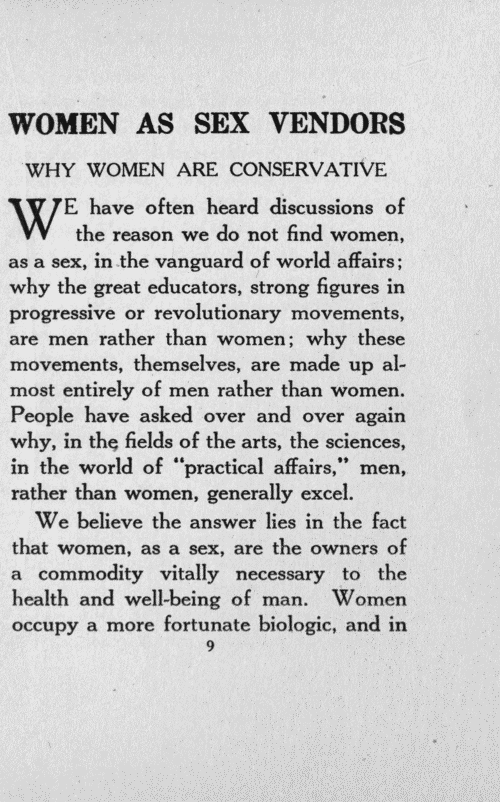 WOMEN AS SEX VENDORS
WHY WOMEN ARE CONSERVATIVE
WE have often heard discussions of
the reason we do not find women,
as a sex, in the vanguard of world affairs;
why the great educators, strong figures in
progressive or revolutionary movements,
are men rather than women; why these
movements, themselves, are made up al-
most entirely of men rather than women.
People have asked over and over again
why, in the fields of the arts, the sciences,
in the world of "practical affairs," men,
rather than women, generally excel.
We believe the answer lies in the fact
that women, as a sex, are the owners of
a commodity vitally necessary to the
health and well-being of man. Women
occupy a more fortunate biologic, and in
9